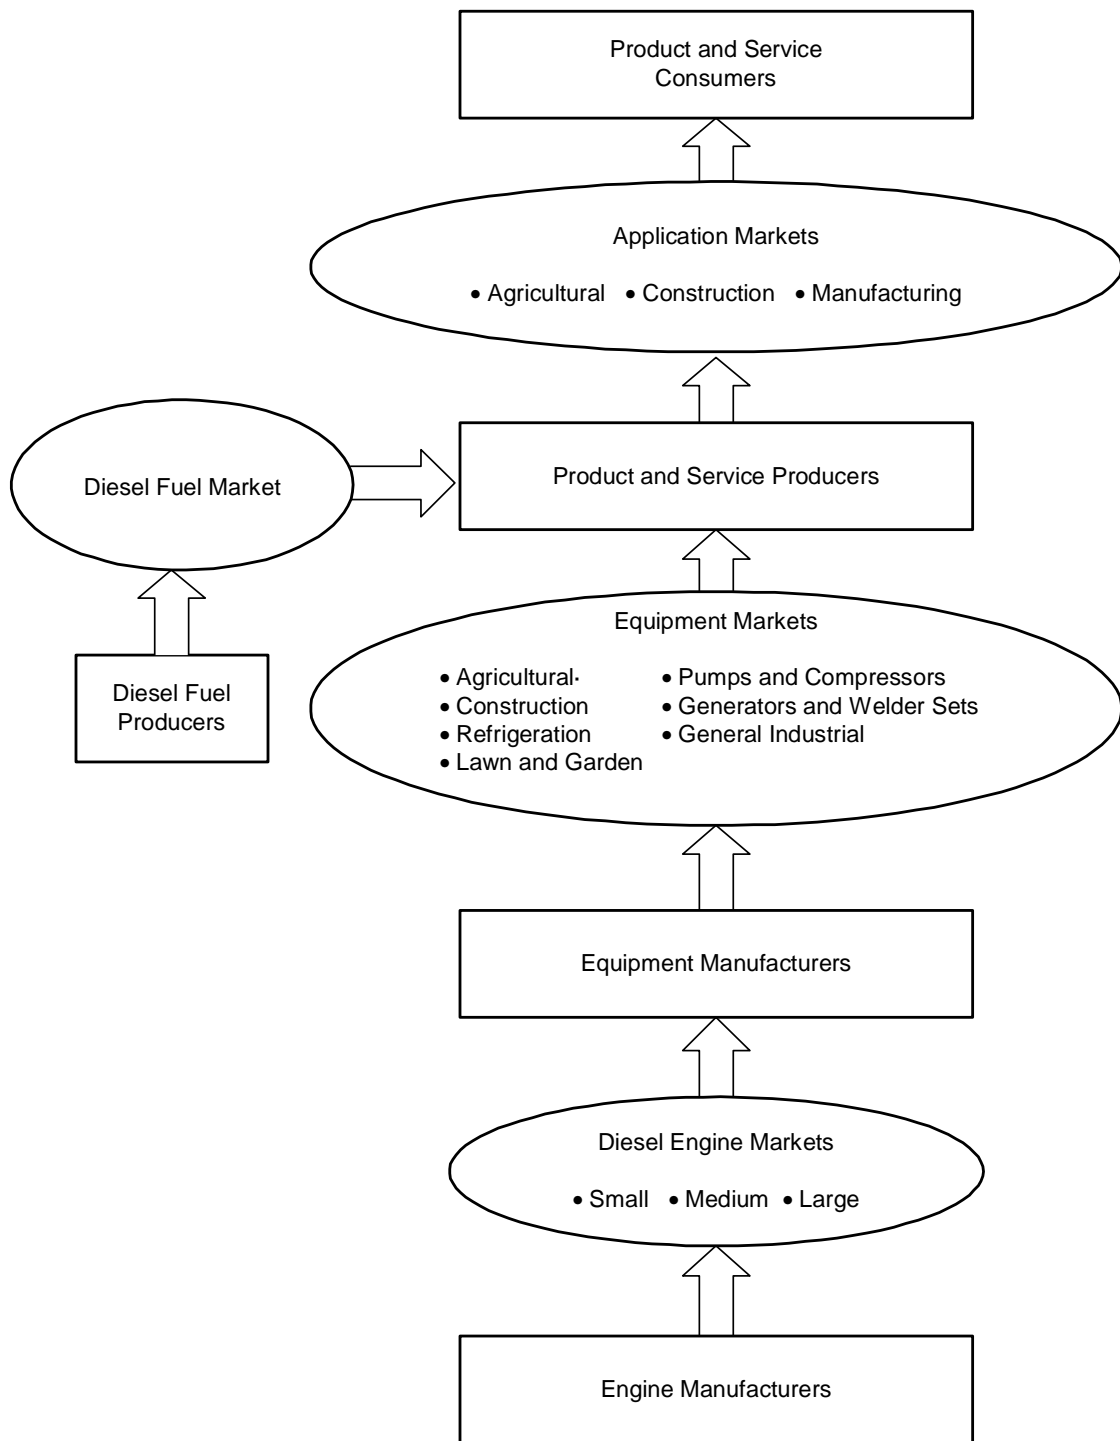 Product and Service
Consumers
Application Markets
• Agricultural • Construction • Manufacturing
Product and Service Producers
Diesel Fuel Market
Diesel Fuel
Producers
Equipment Markets
• Agricultural· • Pumps and Compressors
• Construction • Generators and Welder Sets
• Refrigeration • General Industrial
• Lawn and Garden
Equipment Manufacturers
Diesel Engine Markets
• Small • Medium • Large
Engine Manufacturers